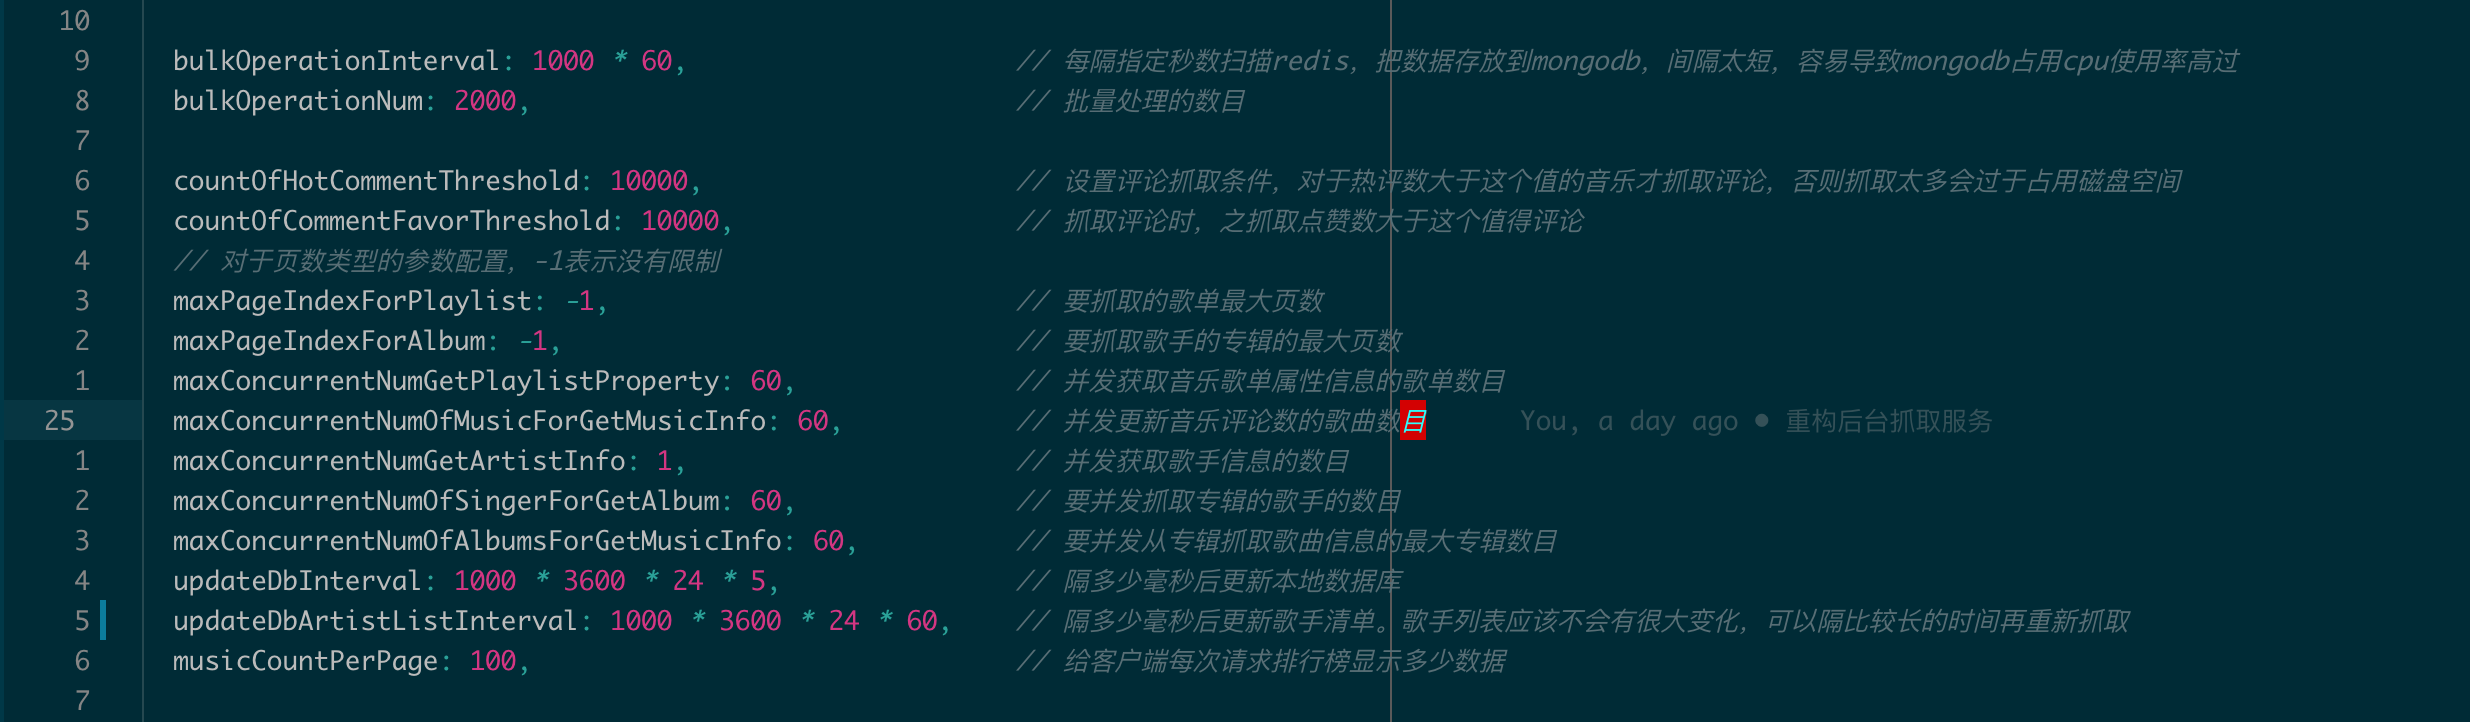 10
9 bulkOperationInterval: 1000 * 60, // 每隔指定秒数扫描redis, 把数据存放到mongodb, 间隔太短, 容易导致mongodb占用cpu使用率高过
8 bulkOperationNum: 2000, // 批量处理的数目
7
6 countOfHotCommentThreshold: 10000, // 设置评论抓取条件, 对于热评数大于这个值的音乐才抓取评论, 否则抓取太多会过于占用磁盘空间
5 countOfCommentFavorThreshold: 10000, // 抓取评论时, 之抓取点赞数大于这个值得评论
4 // 对于页数类型的参数配置, -1表示没有限制
3 maxPageIndexForPlaylist: -1, // 要抓取的歌单最大页数
2 maxPageIndexForAlbum: -1, // 要抓取歌手的专辑的最大页数
1 maxConcurrentNumGetPlaylistProperty: 60, // 并发获取音乐歌单属性信息的歌单数目
25 maxConcurrentNumOfMusicForGetMusicInfo: 60, // 并发更新音乐评论数的歌曲数目 You, a day ago ● 重构后台抓取服务
1 maxConcurrentNumGetArtistInfo: 1, // 并发获取歌手信息的数目
2 maxConcurrentNumOfSingerForGetAlbum: 60, // 要并发抓取专辑的歌手的数目
3 maxConcurrentNumOfAlbumsForGetMusicInfo: 60, // 要并发从专辑抓取歌曲信息的最大专辑数目
4 updateDbInterval: 1000 * 3600 * 24 * 5, // 隔多少毫秒后更新本地数据库
5 updateDbArtistListInterval: 1000 * 3600 * 24 * 60, // 隔多少毫秒后更新歌手清单。歌手列表应该不会有很大变化, 可以隔比较长的时间再重新抓取
6 musicCountPerPage: 100, // 给客户端每次请求排行榜显示多少数据
7